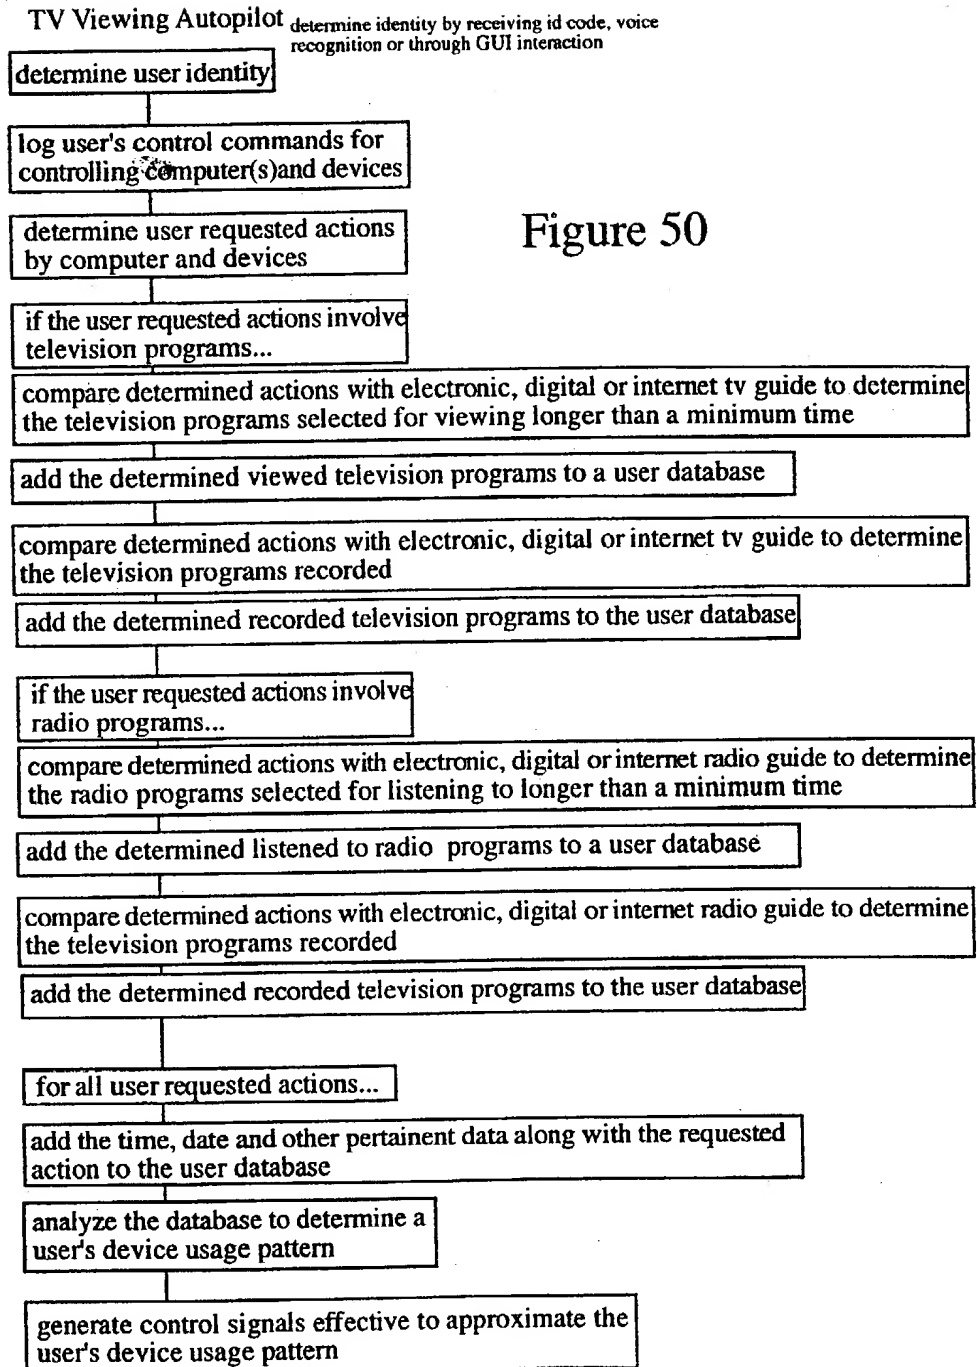 TV Viewing Autopilot determine identity by receiving id code, voice
recognition or through GUI interaction
determine user identity
log user's control commands for
controlling computer(s)and devices
Figure 50
determine user requested actions
by computer and devices
if the user requested actions involve
television programs...
compare determined actions with electronic, digital or internet tv guide to determine
the television programs selected for viewing longer than a minimum time
add the determined viewed television programs to a user database
compare determined actions with electronic, digital or internet tv guide to determine
the television programs recorded
add the determined recorded television programs to the user database
if the user requested actions involve
radio programs...
compare determined actions with electronic, digital or internet radio guide to determine
the radio programs selected for listening to longer than a minimum time
add the determined listened to radio programs to a user database
compare determined actions with electronic, digital or internet radio guide to determine
the television programs recorded
add the determined recorded television programs to the user database
for all user requested actions...
add the time, date and other pertainent data along with the requested
action to the user database
analyze the database to determine a
user's device usage pattern
generate control signals effective to approximate the
user's device usage pattern